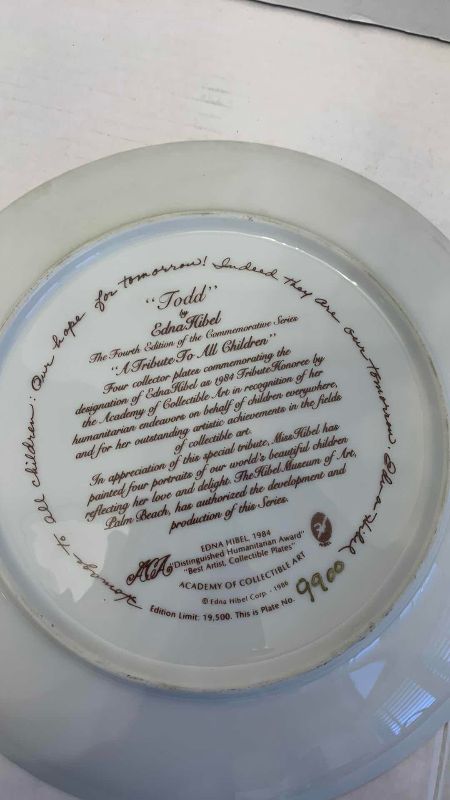 Homage to all children: Our hope for tomorrow! Indeed they are our tomorrow Edna Hibel
"Todd"
by
Edna Hibel
The Fourth Edition of the Commemorative Series
"A Tribute To All Children"
Four collector plates commemorating the
designation of Edna Hibel as 1984 Tribute Honoree by
the Academy of Collectible Art in recognition of her
humanitarian endeavors on behalf of children everywhere,
and for her outstanding artistic achievements in the fields
of collectible art.
In appreciation of this special tribute, Miss Hibel has
painted four portraits of our world's beautiful children
reflecting her love and delight. The Hibel Museum of Art,
Palm Beach, has authorized the development and
production of this Series.
EDNA HIBEL, 1984
"Distinguished Humanitarian Award"
"Best Artist, Collectible Plates"
ACA
ACADEMY OF COLLECTIBLE ART
© Edna Hibel Corp. - 1986
Edition Limit: 19,500. This is Plate No. 9900